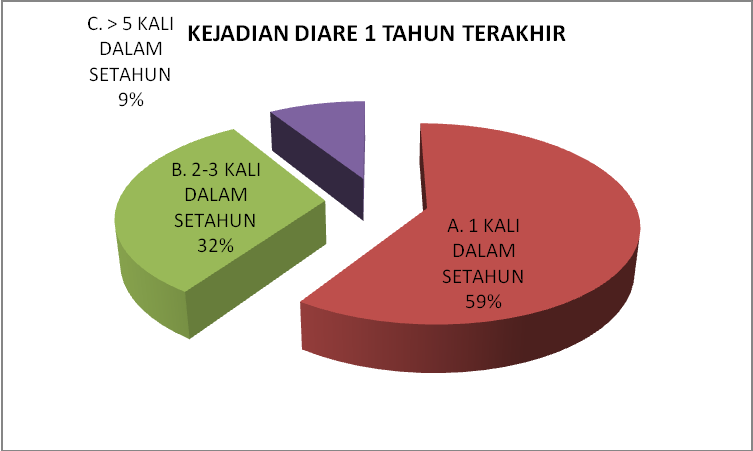 KEJADIAN DIARE 1 TAHUN TERAKHIR
C. > 5 KALI
DALAM
SETAHUN
9%
B. 2-3 KALI
DALAM
SETAHUN
32%
A. 1 KALI
DALAM
SETAHUN
59%